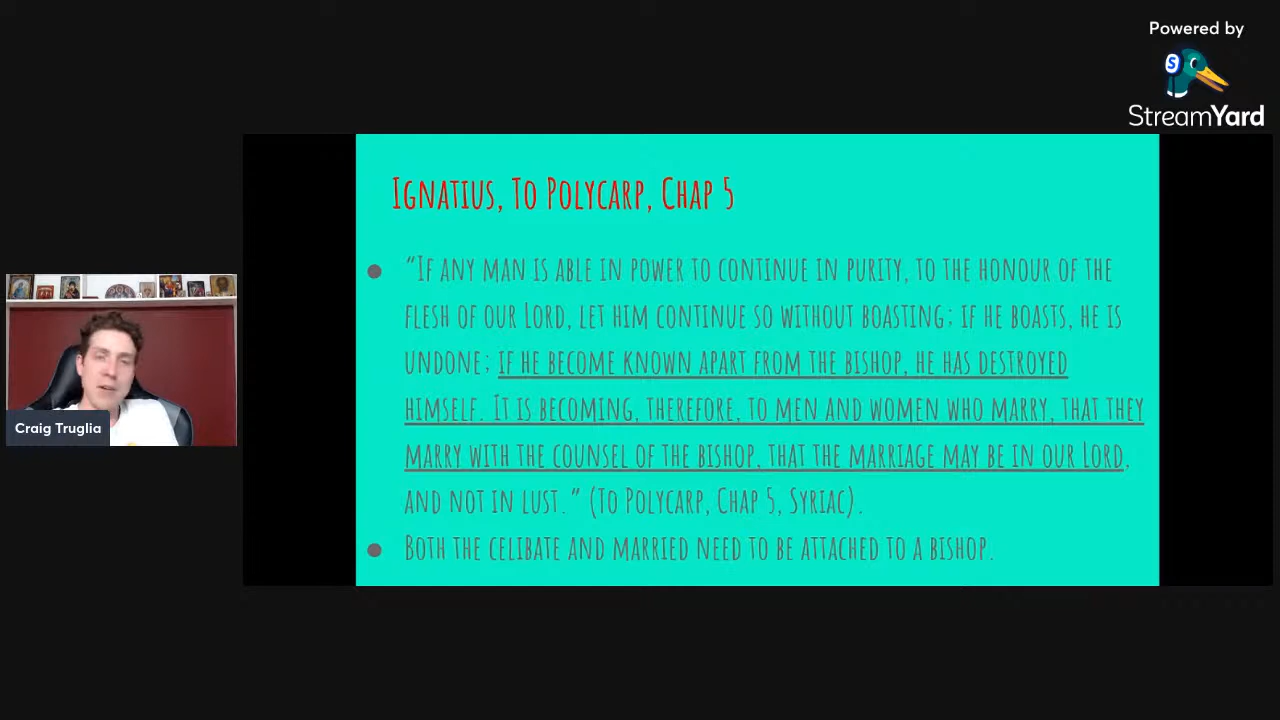 Powered by
StreamYard
IGNATIUS, TO POLYCARP, CHAP 5
● "IF ANY MAN IS ABLE IN POWER TO CONTINUE IN PURITY, TO THE HONOUR OF THE
FLESH OF OUR LORD, LET HIM CONTINUE SO WITHOUT BOASTING; IF HE BOASTS, HE IS
UNDONE; IF HE BECOME KNOWN APART FROM THE BISHOP, HE HAS DESTROYED
HIMSELF. IT IS BECOMING, THEREFORE, TO MEN AND WOMEN WHO MARRY, THAT THEY
MARRY WITH THE COUNSEL OF THE BISHOP, THAT THE MARRIAGE MAY BE IN OUR LORD,
AND NOT IN LUST." (TO POLYCARP, CHAP 5, SYRIAC).
● BOTH THE CELIBATE AND MARRIED NEED TO BE ATTACHED TO A BISHOP.
Craig Truglia